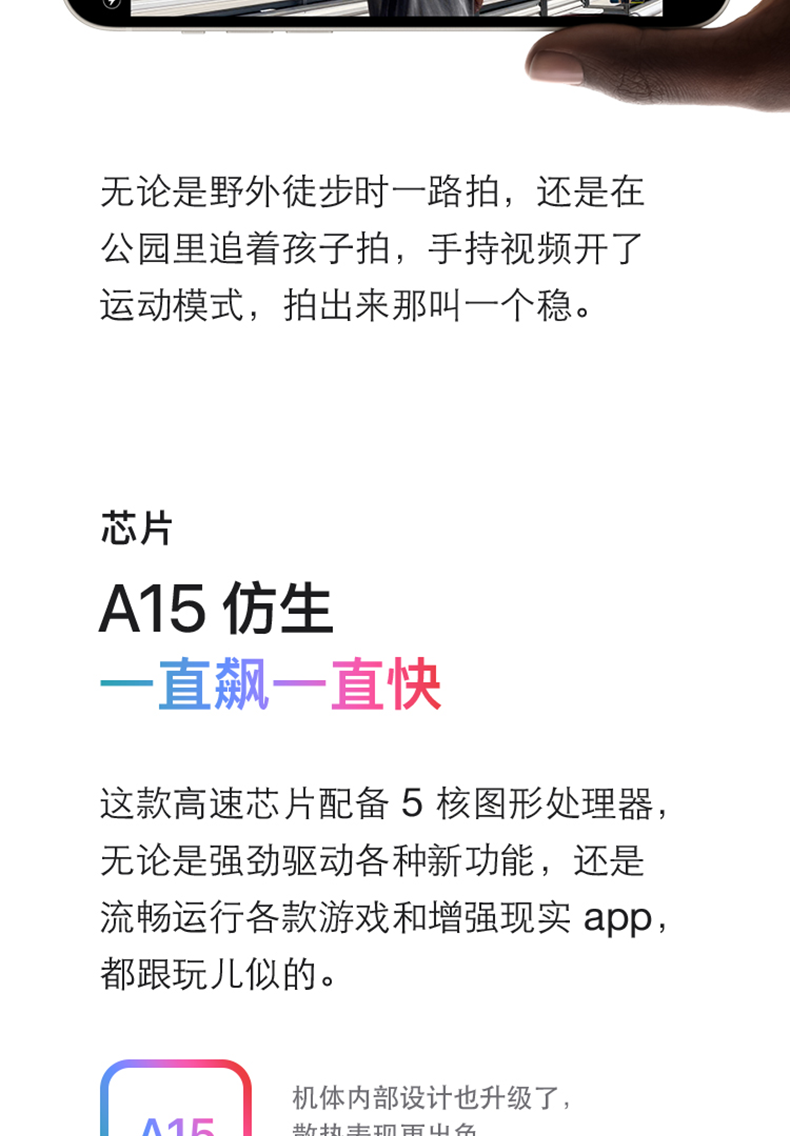 无论是野外徒步时一路拍，还是在
公园里追着孩子拍，手持视频开了
运动模式，拍出来那叫一个稳。
芯片
A15 仿生
一直飙一直快
这款高速芯片配备 5 核图形处理器，
无论是强劲驱动各种新功能，还是
流畅运行各款游戏和增强现实 app，
都跟玩儿似的。
A15
机体内部设计也升级了，
散热表现更出色